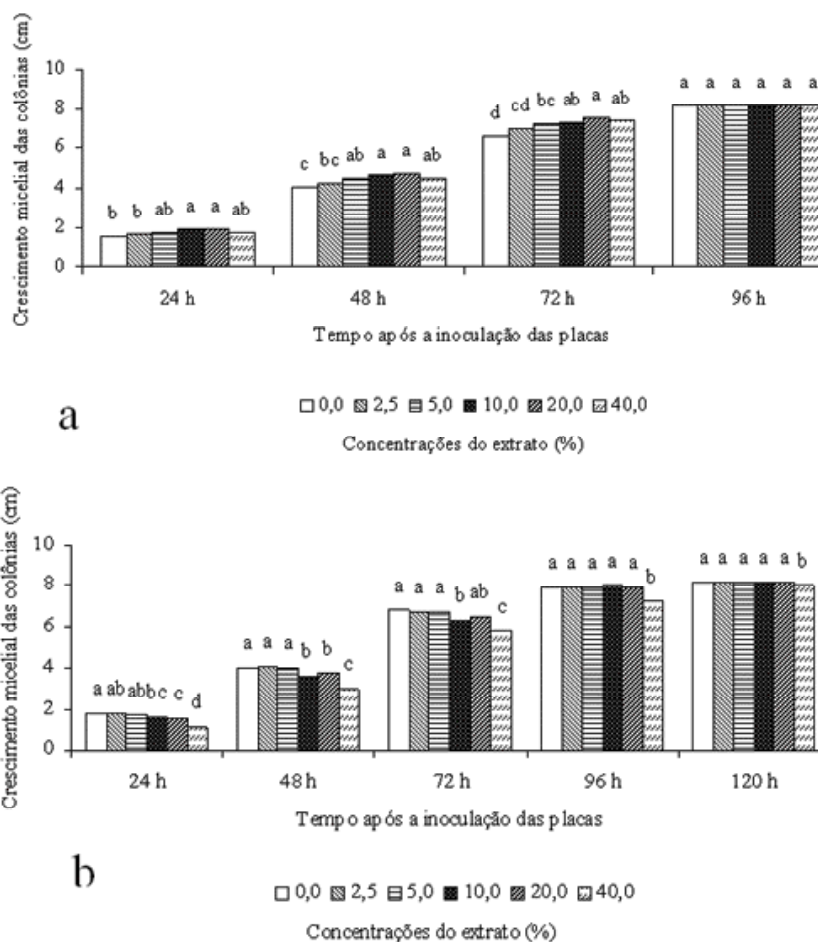 Crescimento micelial das colônias (cm)
10
8
6
4
2
0
b b ab a a ab
c bc ab a a ab
d cd bc ab a ab
a a a a a a
24 h 48 h 72 h 96 h
Tempo após a inoculação das placas
a
0,0 2,5 5,0 10,0 20,0 40,0
Concentrações do extrato (%)
Crescimento micelial das colônias (cm)
10
8
6
4
2
0
a ab abbc c d
a a a b b c
a a a b ab c
a a a a a b
a a a a a b
24 h 48 h 72 h 96 h 120 h
Tempo após a inoculação das placas
b
0,0 2,5 5,0 10,0 20,0 40,0
Concentrações do extrato (%)